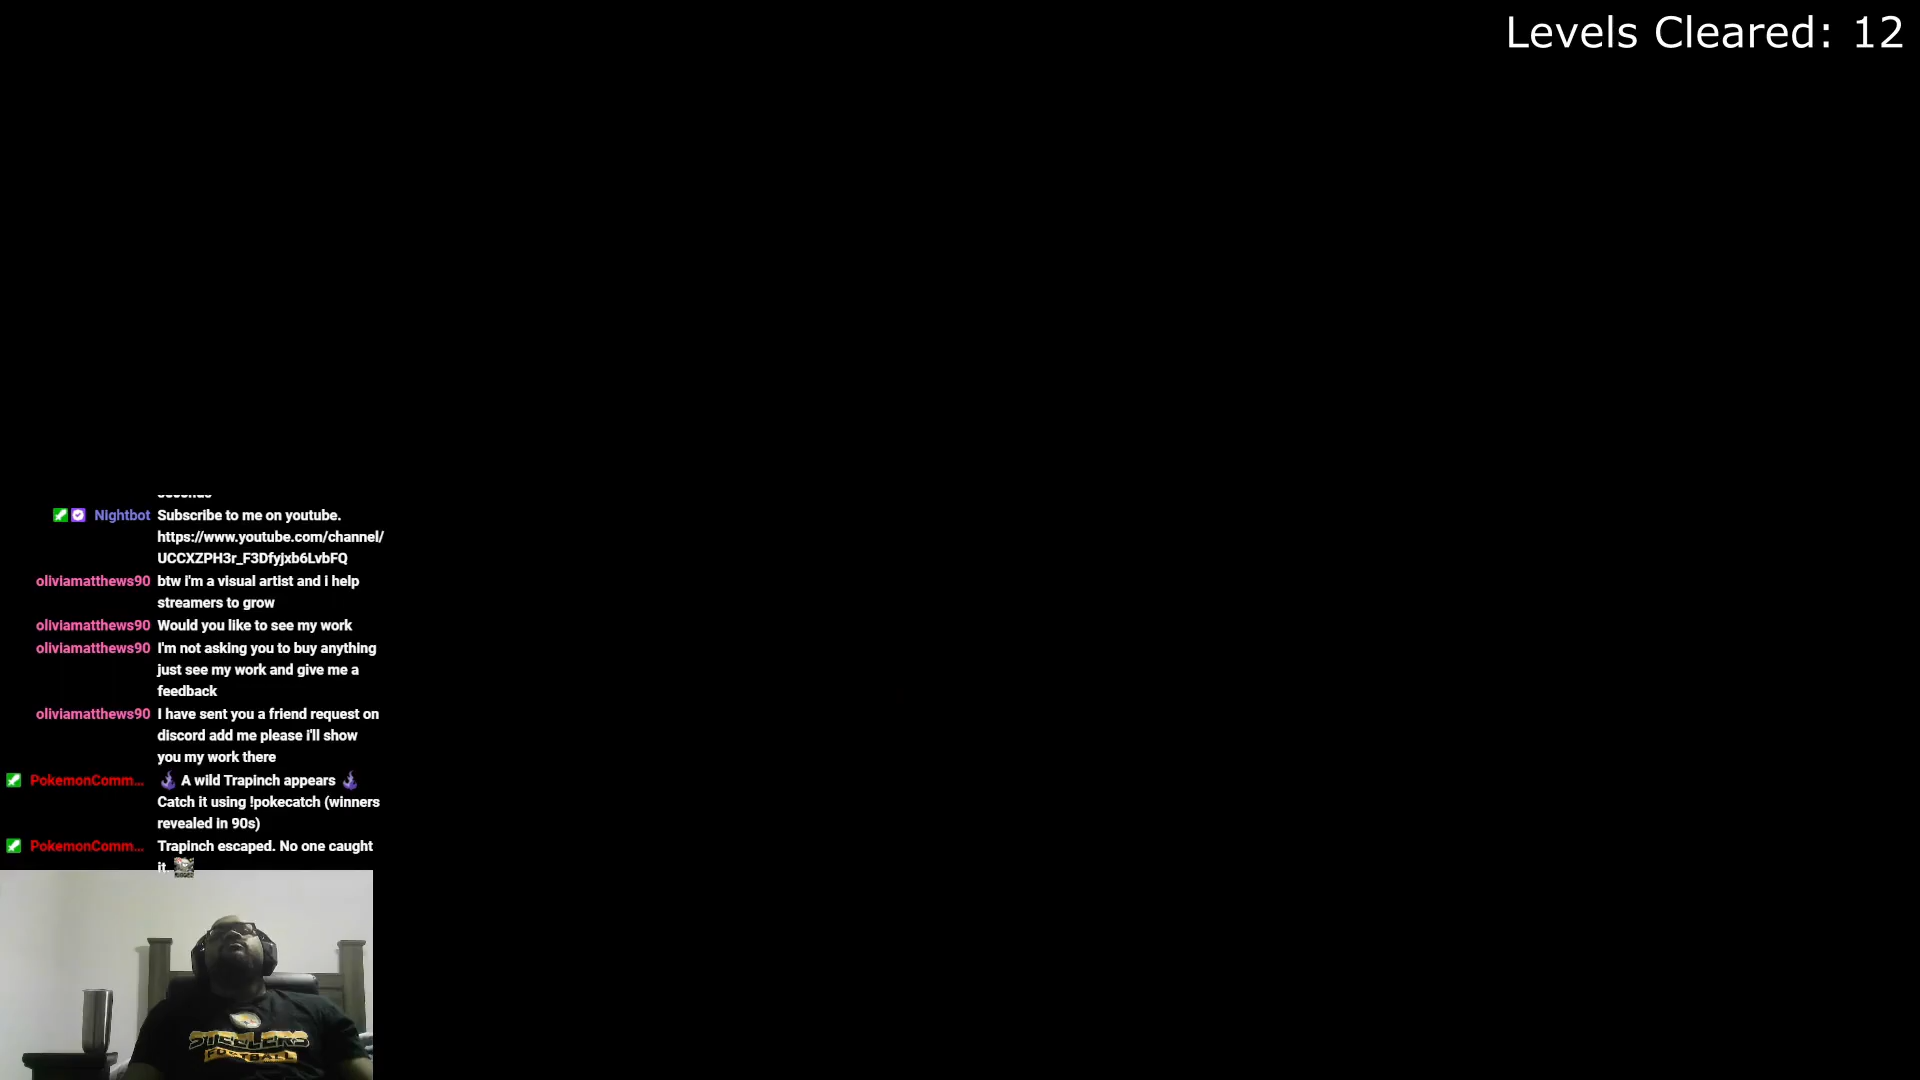 Levels Cleared: 12
Nightbot Subscribe to me on youtube.
https://www.youtube.com/channel/
UCCXZPH3r_F3Dfyjxb6LvbFQ
oliviamatthews90 btw i'm a visual artist and i help
streamers to grow
oliviamatthews90 Would you like to see my work
oliviamatthews90 I'm not asking you to buy anything
just see my work and give me a
feedback
oliviamatthews90 I have sent you a friend request on
discord add me please i'll show
you my work there
PokemonComm... A wild Trapinch appears
Catch it using !pokecatch (winners
revealed in 90s)
PokemonComm... Trapinch escaped. No one caught
it.
STEELERS
FOOTBALL